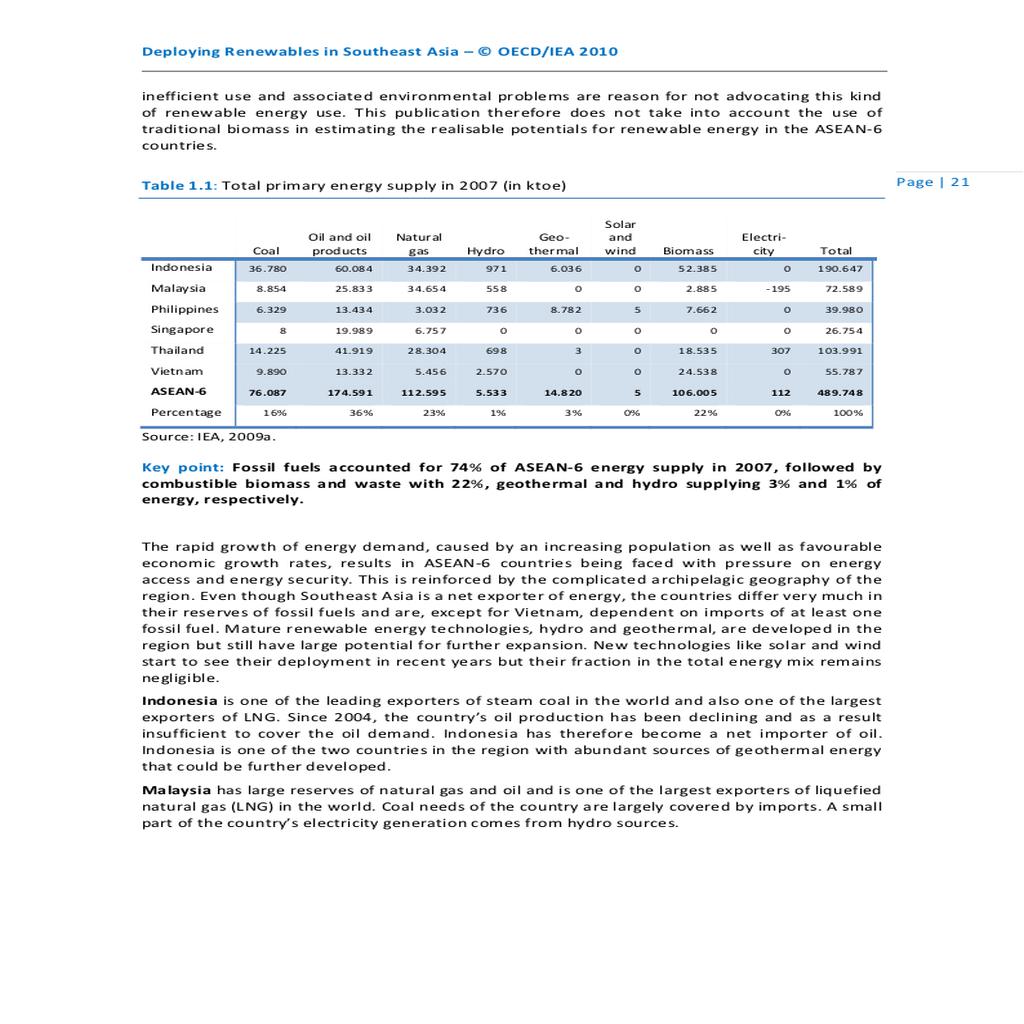 Deploying Renewables in Southeast Asia – © OECD/IEA 2010
inefficient use and associated environmental problems are reason for not advocating this kind
of renewable energy use. This publication therefore does not take into account the use of
traditional biomass in estimating the realisable potentials for renewable energy in the ASEAN-6
countries.
Page | 21
Table 1.1: Total primary energy supply in 2007 (in ktoe)
Coal Oil and oil products Natural gas Hydro Geo-thermal Solar and wind Biomass Electri-city Total
Indonesia 36.780 60.084 34.392 971 6.036 0 52.385 0 190.647
Malaysia 8.854 25.833 34.654 558 0 0 2.885 -195 72.589
Philippines 6.329 13.434 3.032 736 8.782 5 7.662 0 39.980
Singapore 8 19.989 6.757 0 0 0 0 0 26.754
Thailand 14.225 41.919 28.304 698 3 0 18.535 307 103.991
Vietnam 9.890 13.332 5.456 2.570 0 0 24.538 0 55.787
ASEAN-6 76.087 174.591 112.595 5.533 14.820 5 106.005 112 489.748
Percentage 16% 36% 23% 1% 3% 0% 22% 0% 100%
Source: IEA, 2009a.
Key point: Fossil fuels accounted for 74% of ASEAN-6 energy supply in 2007, followed by
combustible biomass and waste with 22%, geothermal and hydro supplying 3% and 1% of
energy, respectively.
The rapid growth of energy demand, caused by an increasing population as well as favourable
economic growth rates, results in ASEAN-6 countries being faced with pressure on energy
access and energy security. This is reinforced by the complicated archipelagic geography of the
region. Even though Southeast Asia is a net exporter of energy, the countries differ very much in
their reserves of fossil fuels and are, except for Vietnam, dependent on imports of at least one
fossil fuel. Mature renewable energy technologies, hydro and geothermal, are developed in the
region but still have large potential for further expansion. New technologies like solar and wind
start to see their deployment in recent years but their fraction in the total energy mix remains
negligible.
Indonesia is one of the leading exporters of steam coal in the world and also one of the largest
exporters of LNG. Since 2004, the country's oil production has been declining and as a result
insufficient to cover the oil demand. Indonesia has therefore become a net importer of oil.
Indonesia is one of the two countries in the region with abundant sources of geothermal energy
that could be further developed.
Malaysia has large reserves of natural gas and oil and is one of the largest exporters of liquefied
natural gas (LNG) in the world. Coal needs of the country are largely covered by imports. A small
part of the country's electricity generation comes from hydro sources.